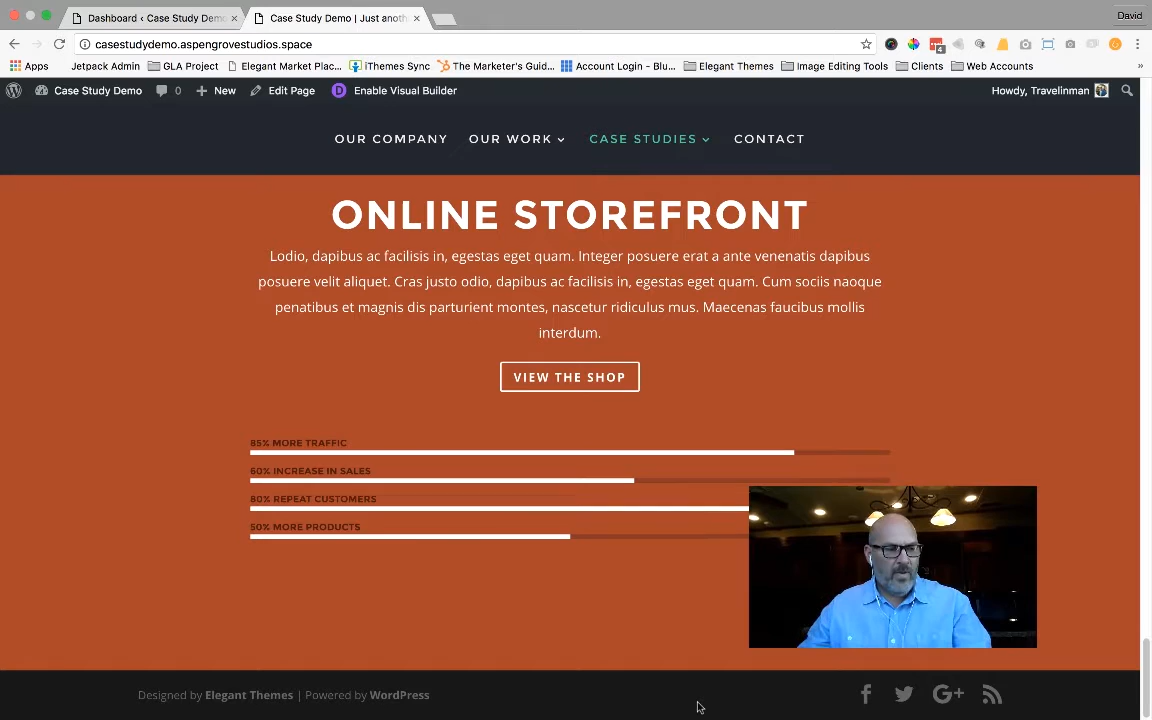 Dashboard ‹ Case Study Demo
Case Study Demo | Just anoth
David
casestudydemo.aspengrovestudios.space
4
Apps
Jetpack Admin
GLA Project
Elegant Market Plac...
iThemes Sync
The Marketer's Guid...
Account Login - Blu...
Elegant Themes
Image Editing Tools
Clients
Web Accounts
»
Case Study Demo
0
New
Edit Page
D
Enable Visual Builder
Howdy, Travelinman
OUR COMPANY
OUR WORK
CASE STUDIES
CONTACT
ONLINE STOREFRONT
Lodio, dapibus ac facilisis in, egestas eget quam. Integer posuere erat a ante venenatis dapibus
posuere velit aliquet. Cras justo odio, dapibus ac facilisis in, egestas eget quam. Cum sociis naoque
penatibus et magnis dis parturient montes, nascetur ridiculus mus. Maecenas faucibus mollis
interdum.
VIEW THE SHOP
85% MORE TRAFFIC
60% INCREASE IN SALES
80% REPEAT CUSTOMERS
50% MORE PRODUCTS
Designed by Elegant Themes | Powered by WordPress